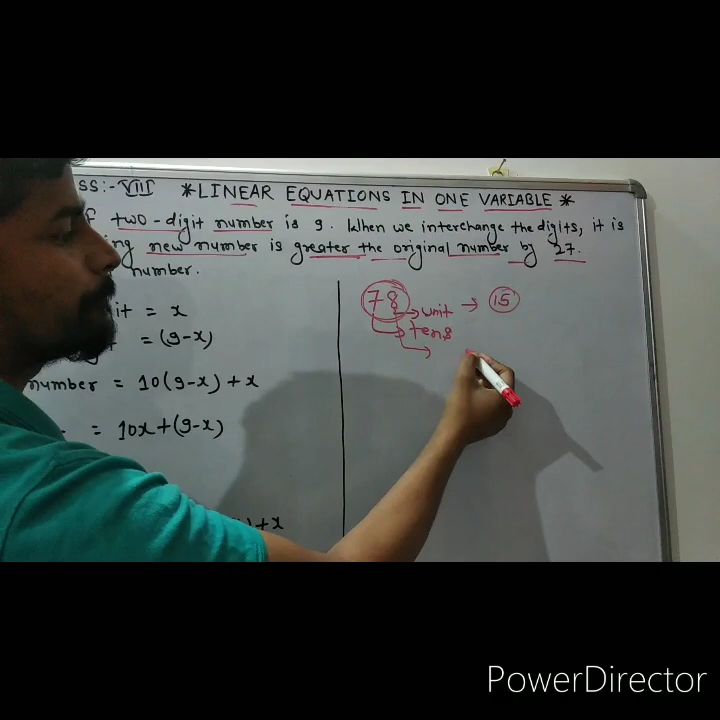 SS:- VIII *LINEAR EQUATIONS IN ONE VARIABLE *
f two-digit number is 9. When we interchange the digits, it is
ing new number is greater the original number by 27.
number.
it = x
= (9-x)
number = 10(9-x)+x
= 10x+(9-x)
)+x
78 → unit → 15
→ tens
→
PowerDirector